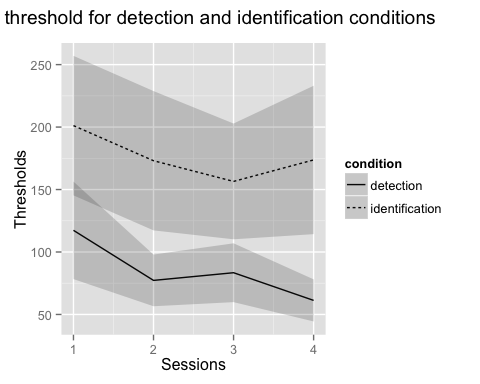 threshold for detection and identification conditions
250
200
150
100
50
Thresholds
1 2 3 4
Sessions
condition
detection
identification